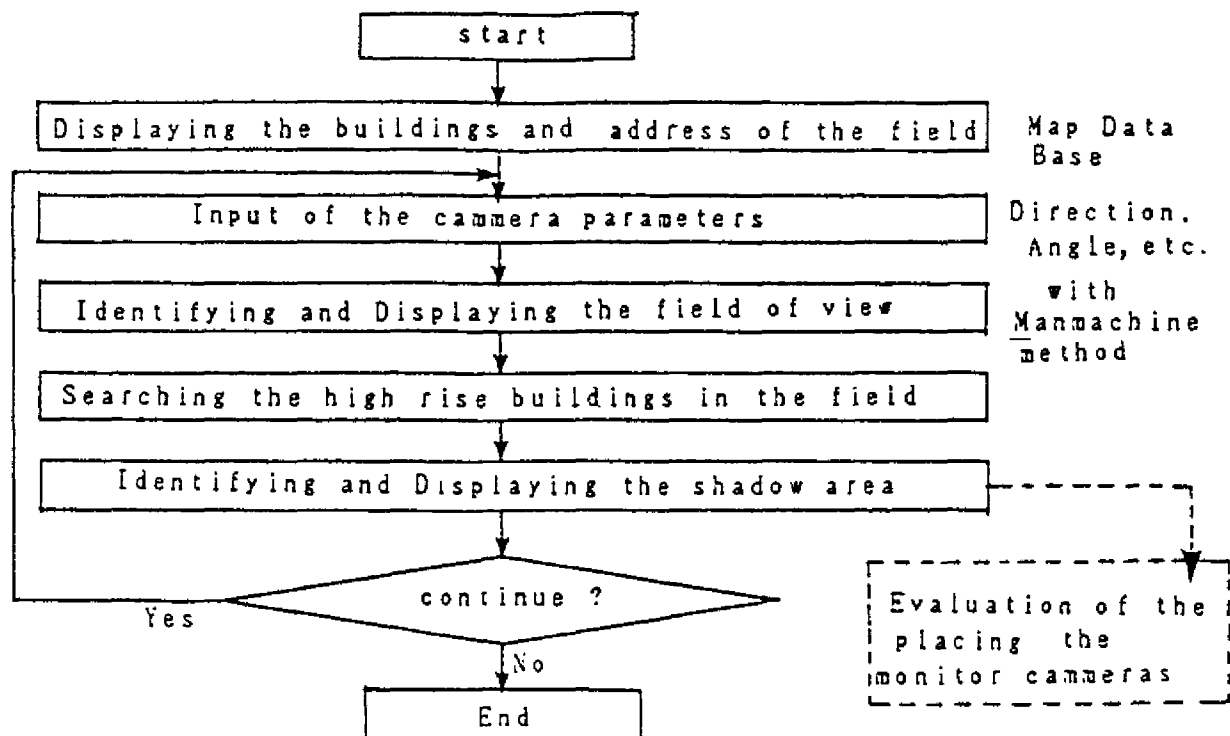 start
Displaying the buildings and address of the field
Map Data
Base
Input of the cammera parameters
Direction.
Angle, etc.
with
Manmachine
method
Identifying and Displaying the field of view
Searching the high rise buildings in the field
Identifying and Displaying the shadow area
continue ?
Yes
No
End
Evaluation of the
placing the
monitor cammeras